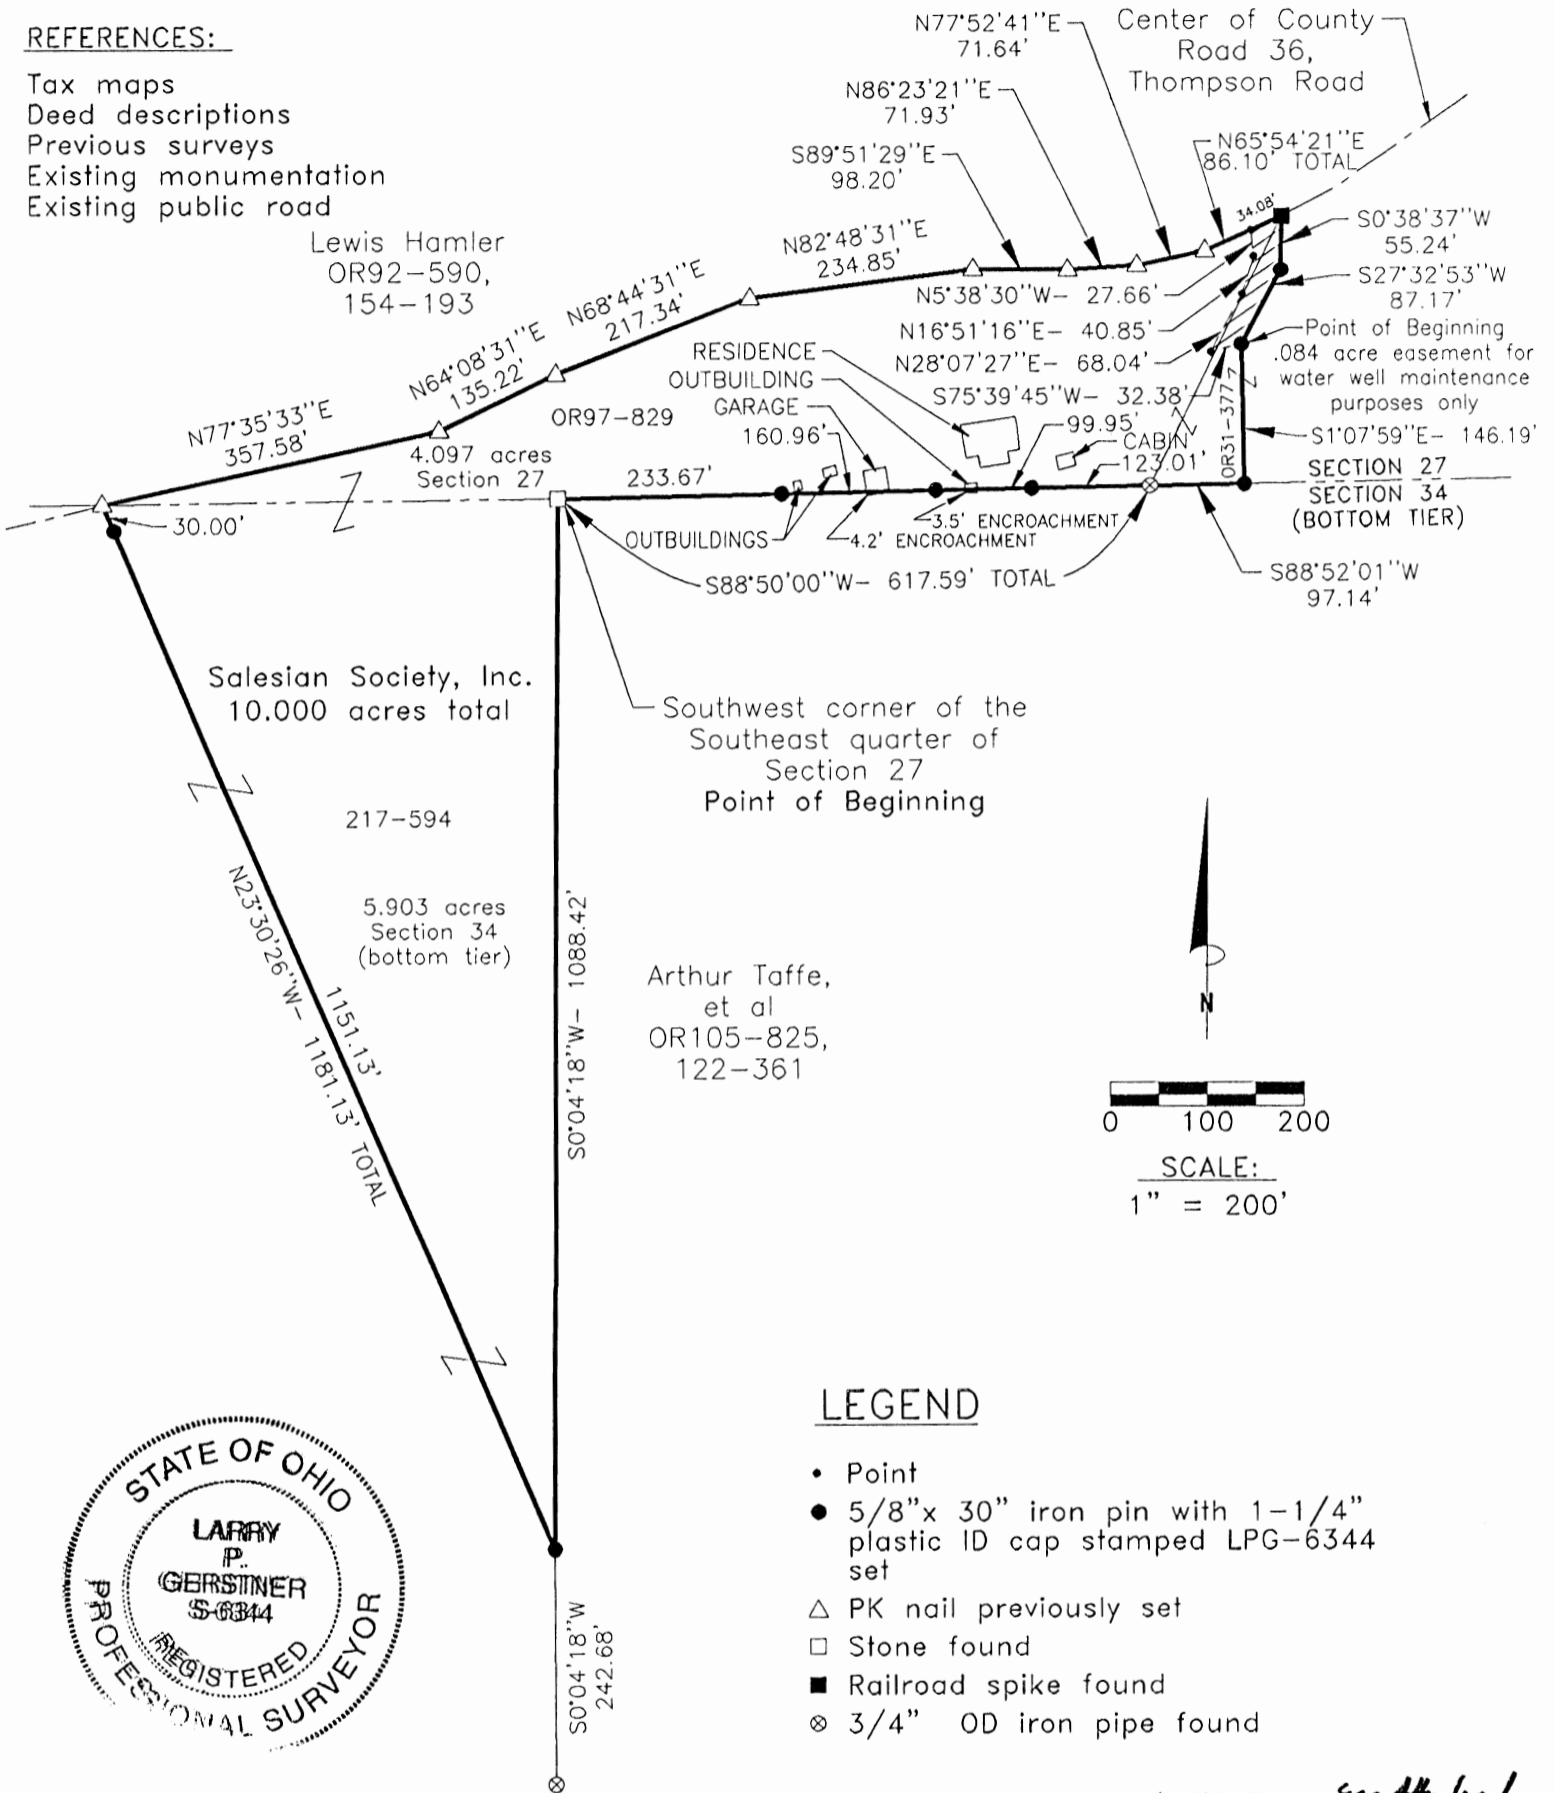 REFERENCES:
Tax maps
Deed descriptions
Previous surveys
Existing monumentation
Existing public road
Lewis Hamler
OR92-590,
154-193
N77°52'41''E
71.64'
Center of County
Road 36,
Thompson Road
N86°23'21''E
71.93'
S89°51'29''E
98.20'
N65°54'21''E
86.10' TOTAL
34.08'
N82°48'31''E
234.85'
S0°38'37''W
55.24'
N68°44'31''E
217.34'
N5°38'30''W- 27.66'
S27°32'53''W
87.17'
N16°51'16''E- 40.85'
N64°08'31''E
135.22'
RESIDENCE
N28°07'27''E- 68.04'
Point of Beginning
.084 acre easement for
water well maintenance
purposes only
OUTBUILDING
S75°39'45''W- 32.38'
N77°35'33''E
357.58'
OR97-829
GARAGE
160.96'
99.95'
CABIN
123.01'
OR31-377
S1°07'59''E- 146.19'
4.097 acres
Section 27
233.67'
SECTION 27
SECTION 34
(BOTTOM TIER)
30.00'
OUTBUILDINGS
3.5' ENCROACHMENT
4.2' ENCROACHMENT
S88°50'00''W- 617.59' TOTAL
S88°52'01''W
97.14'
Salesian Society, Inc.
10.000 acres total
Southwest corner of the
Southeast quarter of
Section 27
Point of Beginning
217-594
5.903 acres
Section 34
(bottom tier)
N23°30'26''W- 1181.13' TOTAL
1151.13'
S0°04'18''W- 1088.42'
Arthur Taffe,
et al
OR105-825,
122-361
N
0 100 200
SCALE:
1" = 200'
LEGEND
Point
5/8"x 30" iron pin with 1-1/4"
plastic ID cap stamped LPG-6344
set
PK nail previously set
Stone found
Railroad spike found
3/4" OD iron pipe found
STATE OF OHIO
LARRY
P.
GERSTNER
S-6344
REGISTERED
PROFESSIONAL SURVEYOR
S0°04'18''W
242.68'